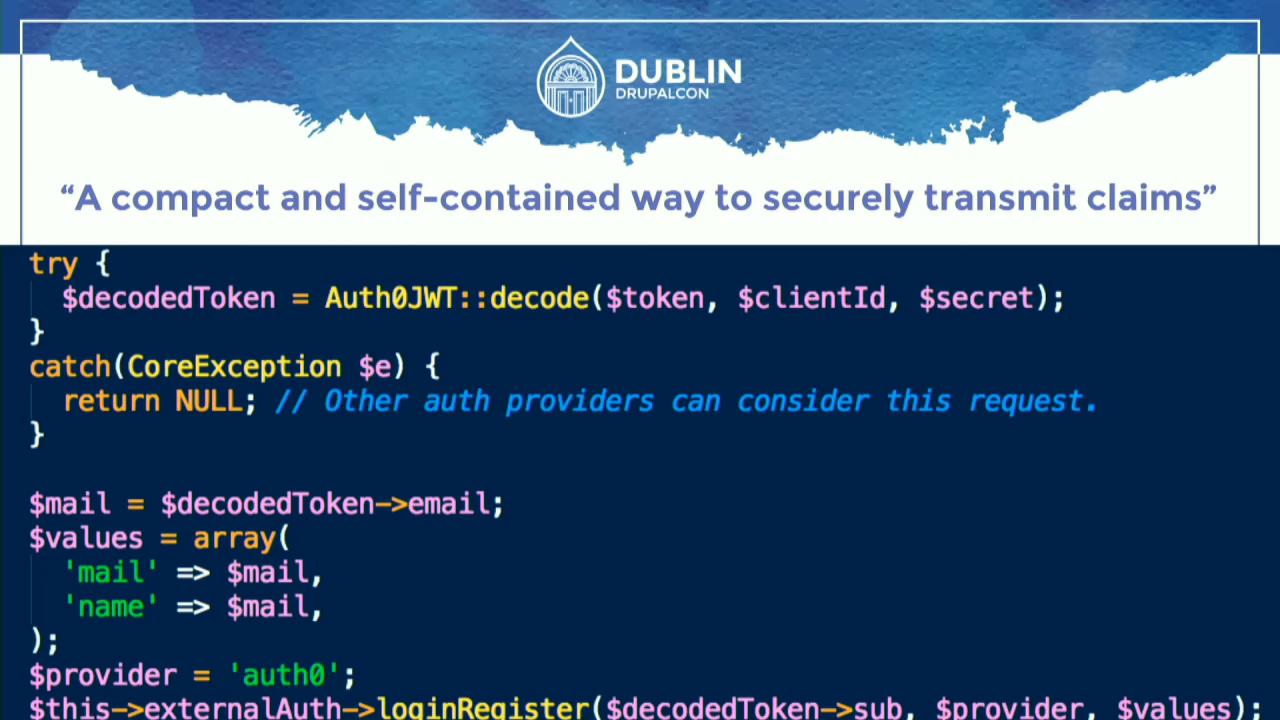 DUBLIN
DRUPALCON
“A compact and self-contained way to securely transmit claims”
try {
  $decodedToken = Auth0JWT::decode($token, $clientId, $secret);
}
catch(CoreException $e) {
  return NULL; // Other auth providers can consider this request.
}

$mail = $decodedToken->email;
$values = array(
  'mail' => $mail,
  'name' => $mail,
);
$provider = 'auth0';
$this->externalAuth->loginRegister($decodedToken->sub, $provider, $values);